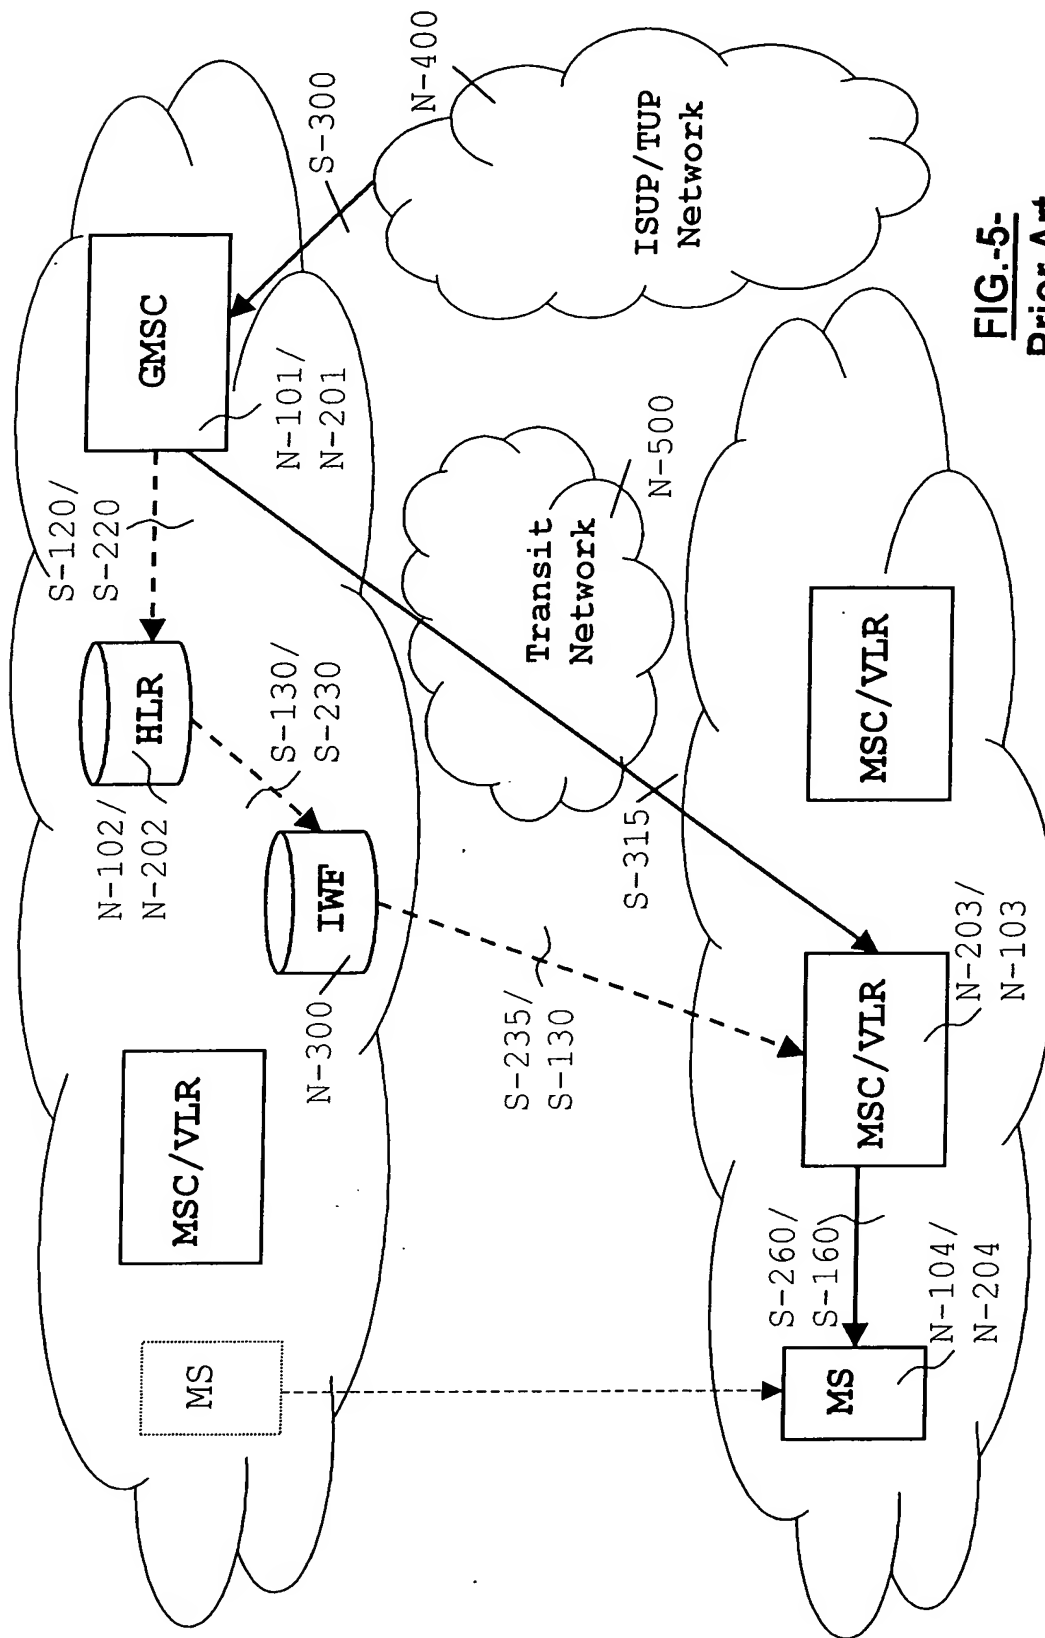 MS
MSC/VLR
N-300
IWF
N-102/
N-202
HLR
S-130/
S-230
S-120/
S-220
GMSC
N-101/
N-201
S-300
N-400
ISUP/TUP
Network
Transit
Network
N-500
S-315
S-235/
S-130
MS
N-104/
N-204
S-260/
S-160
MSC/VLR
N-203/
N-103
MSC/VLR
FIG.-5-
Prior Art